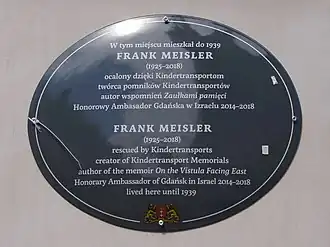 W tym miejscu mieszkał do 1939
FRANK MEISLER
(1925–2018)
ocalony dzięki Kindertransportom
twórca pomników Kindertransportów
autor wspomnień Zaułkami pamięci
Honorowy Ambasador Gdańska w Izraelu 2014–2018
FRANK MEISLER
(1925–2018)
rescued by Kindertransports
creator of Kindertransport Memorials
author of the memoir On the Vistula Facing East
Honorary Ambassador of Gdańsk in Israel 2014–2018
lived here until 1939